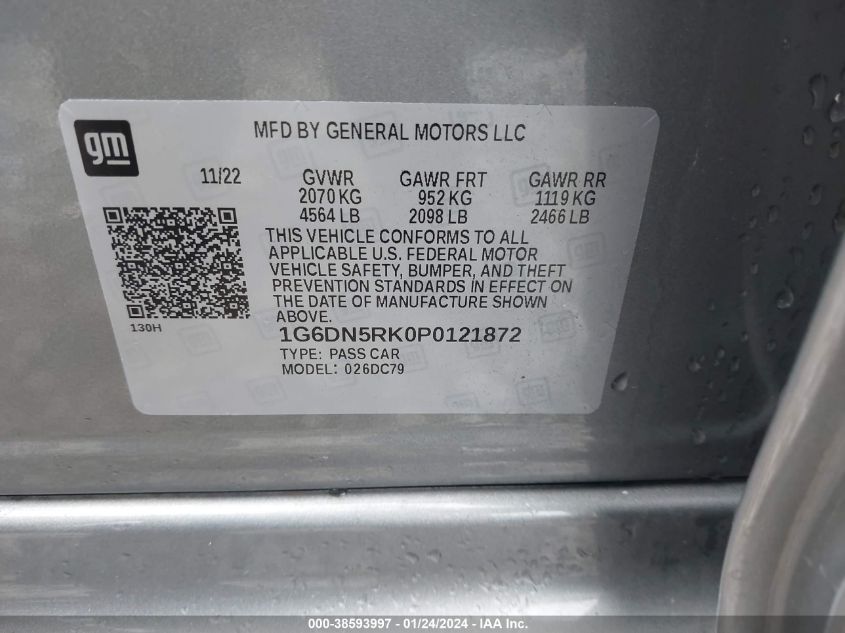 gm
MFD BY GENERAL MOTORS LLC
11/22 GVWR GAWR FRT GAWR RR
2070 KG 952 KG 1119 KG
4564 LB 2098 LB 2466 LB
THIS VEHICLE CONFORMS TO ALL
APPLICABLE U.S. FEDERAL MOTOR
VEHICLE SAFETY, BUMPER, AND THEFT
PREVENTION STANDARDS IN EFFECT ON
THE DATE OF MANUFACTURE SHOWN
ABOVE.
130H
1G6DN5RK0P0121872
TYPE: PASS CAR
MODEL: 026DC79
000-38593997 - 01/24/2024 - IAA Inc.